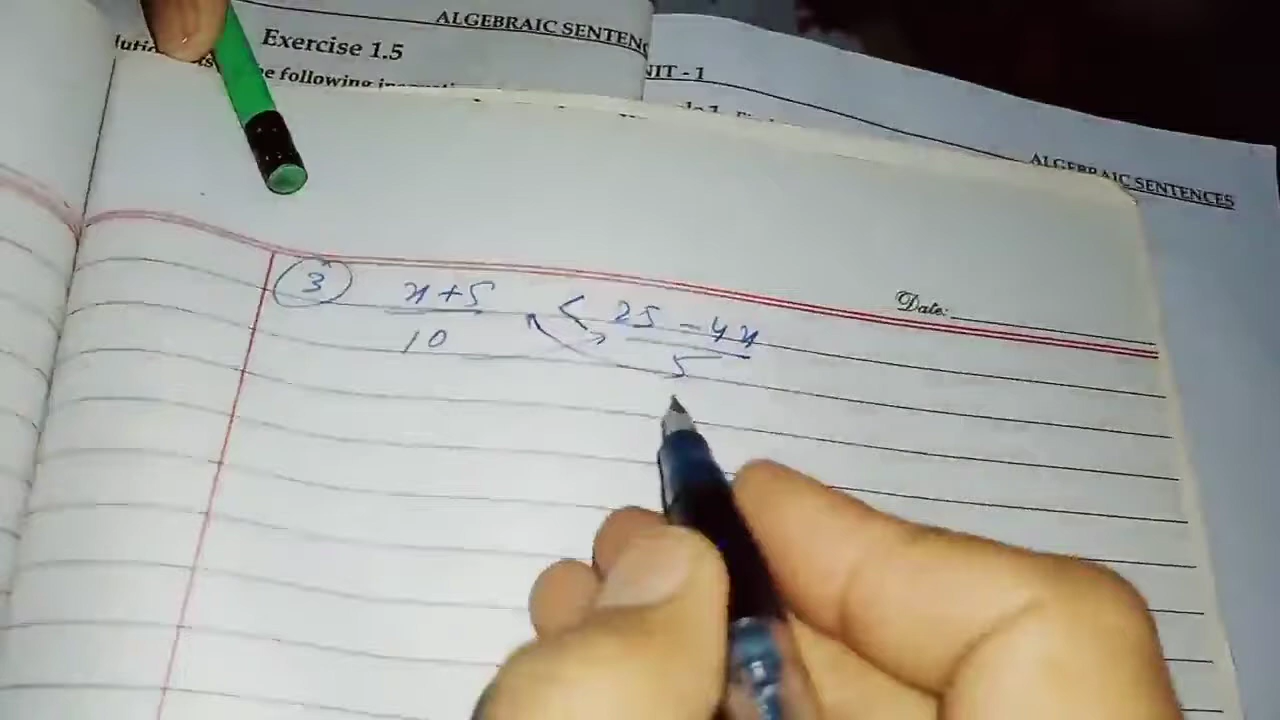 ALGEBRAIC SENTENC
Exercise 1.5
e following
NIT - 1
ALGEBRAIC SENTENCES
Date:
3 x+5 < 25 - 4x
10 5